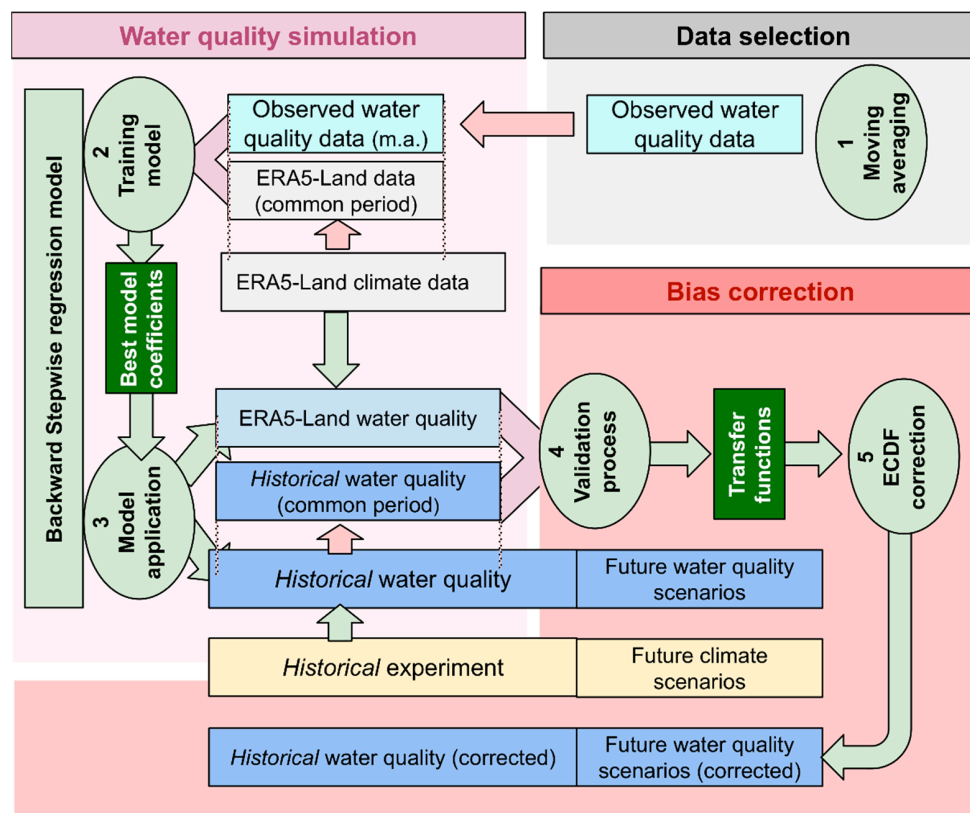 Water quality simulation
Data selection
Backward Stepwise regression model
2
Training
model
Observed water
quality data (m.a.)
Observed water
quality data
1
Moving
averaging
ERA5-Land data
(common period)
ERA5-Land climate data
Best model
coefficients
Bias correction
ERA5-Land water quality
Historical water quality
(common period)
3
Model
application
4
Validation
process
Transfer
functions
5
ECDF
correction
Historical water quality
Future water quality
scenarios
Historical experiment
Future climate
scenarios
Historical water quality (corrected)
Future water quality
scenarios (corrected)